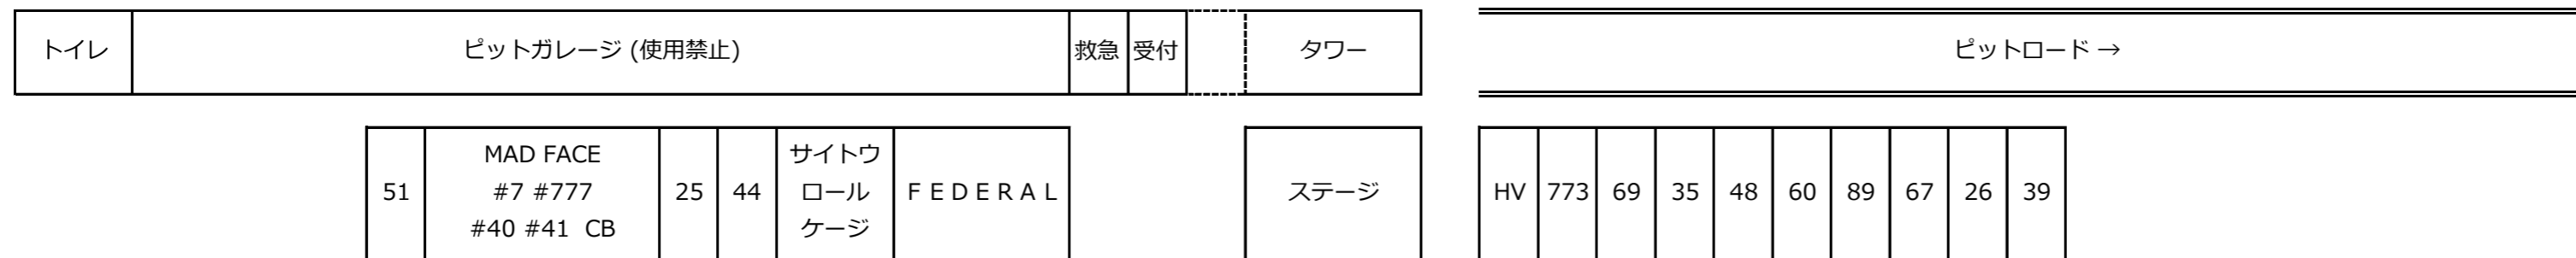 トイレ
ピットガレージ (使用禁止)
救急
受付
タワー
ピットロード →
51
MAD FACE
#7 #777
#40 #41 CB
25
44
サイトウ
ロール
ケージ
ＦＥＤＥＲＡＬ
ステージ
HV
773
69
35
48
60
89
67
26
39